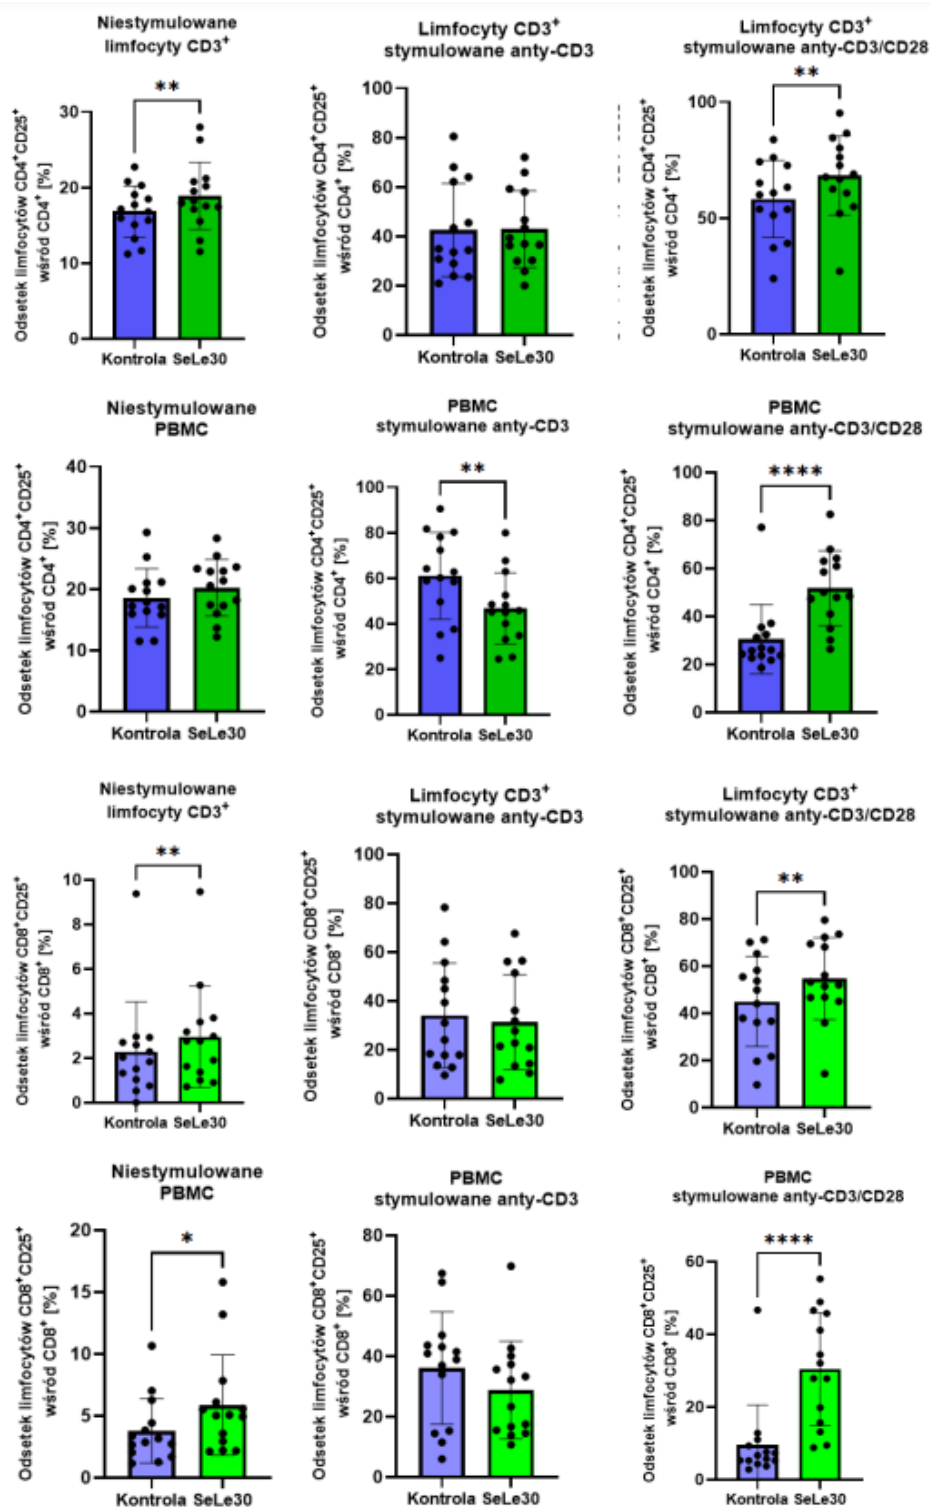 Niestymulowane
limfocyty CD3⁺
**
Odsetek limfocytów CD4⁺CD25⁺
wśród CD4⁺ [%]
30
20
10
0
Kontrola SeLe30
Limfocyty CD3⁺
stymulowane anty-CD3
Odsetek limfocytów CD4⁺CD25⁺
wśród CD4⁺ [%]
100
80
60
40
20
0
Kontrola SeLe30
Limfocyty CD3⁺
stymulowane anty-CD3/CD28
**
Odsetek limfocytów CD4⁺CD25⁺
wśród CD4⁺ [%]
100
50
0
Kontrola SeLe30
Niestymulowane
PBMC
Odsetek limfocytów CD4⁺CD25⁺
wśród CD4⁺ [%]
40
30
20
10
0
Kontrola SeLe30
PBMC
stymulowane anty-CD3
**
Odsetek limfocytów CD4⁺CD25⁺
wśród CD4⁺ [%]
100
80
60
40
20
0
Kontrola SeLe30
PBMC
stymulowane anty-CD3/CD28
****
Odsetek limfocytów CD4⁺CD25⁺
wśród CD4⁺ [%]
100
80
60
40
20
0
Kontrola SeLe30
Niestymulowane
limfocyty CD3⁺
**
Odsetek limfocytów CD8⁺CD25⁺
wśród CD8⁺ [%]
10
8
6
4
2
0
Kontrola SeLe30
Limfocyty CD3⁺
stymulowane anty-CD3
Odsetek limfocytów CD8⁺CD25⁺
wśród CD8⁺ [%]
100
80
60
40
20
0
Kontrola SeLe30
Limfocyty CD3⁺
stymulowane anty-CD3/CD28
**
Odsetek limfocytów CD8⁺CD25⁺
wśród CD8⁺ [%]
100
80
60
40
20
0
Kontrola SeLe30
Niestymulowane
PBMC
*
Odsetek limfocytów CD8⁺CD25⁺
wśród CD8⁺ [%]
20
15
10
5
0
Kontrola SeLe30
PBMC
stymulowane anty-CD3
Odsetek limfocytów CD8⁺CD25⁺
wśród CD8⁺ [%]
80
60
40
20
0
Kontrola SeLe30
PBMC
stymulowane anty-CD3/CD28
****
Odsetek limfocytów CD8⁺CD25⁺
wśród CD8⁺ [%]
60
40
20
0
Kontrola SeLe30